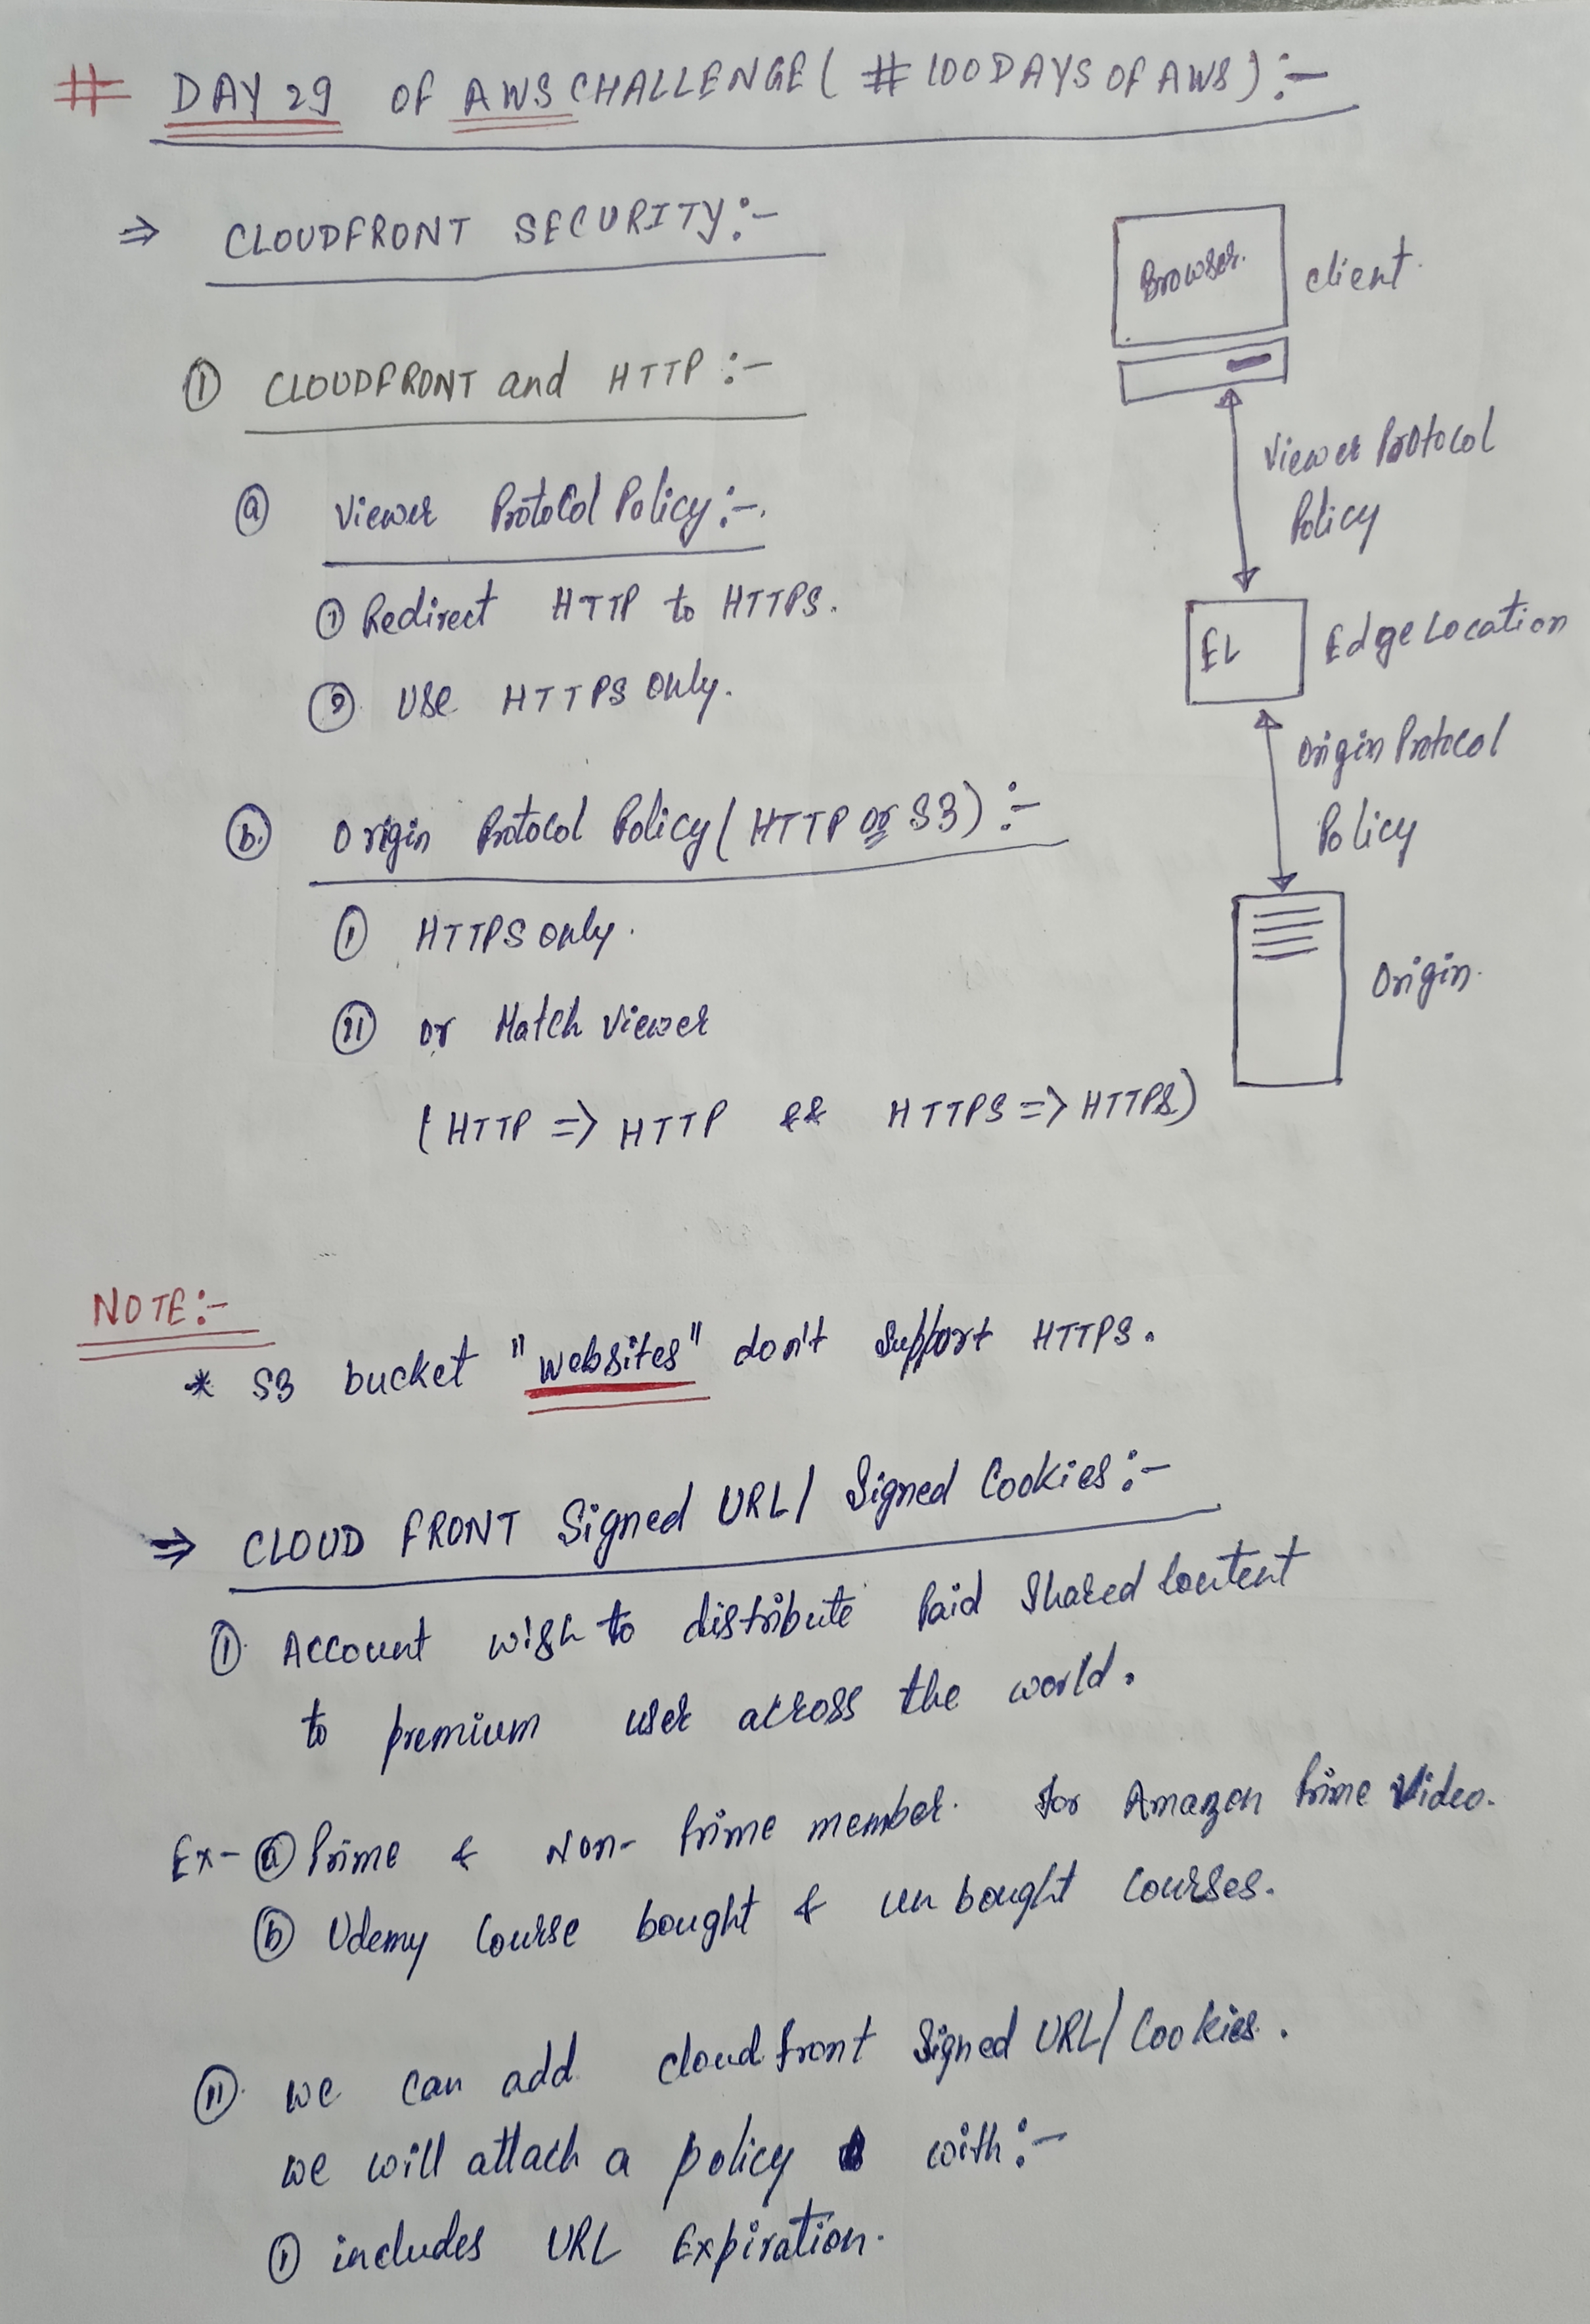 # DAY 29 OF AWS CHALLENGE ( #100DAYSOFAWS ) :-
⇒ CLOUDFRONT SECURITY :-
① CLOUDFRONT and HTTP :-
ⓐ Viewer Protocol Policy :-
① Redirect HTTP to HTTPS.
② USE HTTPS only.
ⓑ Origin Protocol Policy ( HTTP or S3 ) :-
① HTTPS only.
⑪ or Match Viewer
( HTTP => HTTP && HTTPS => HTTPS )
Browser.
client.
Viewer Protocol
Policy
EL
Edge Location
Origin Protocol
Policy
Origin.
NOTE :-
* S3 bucket "websites" don't support HTTPS.
⇒ CLOUD FRONT Signed URL / Signed Cookies :-
① Account wish to distribute Paid Shared Content
to premium user across the world.
Ex- ⓐ Prime & Non-Prime member. for Amazon Prime Video.
ⓑ Udemy Course bought & un bought Courses.
⑪ we can add cloud front Signed URL / Cookies.
we will attach a policy with :-
① includes URL Expiration.